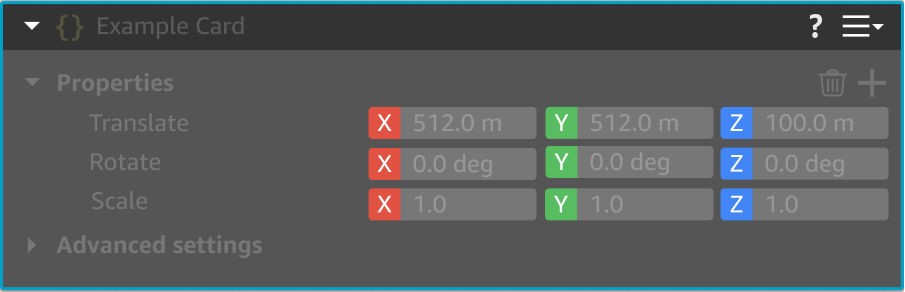 {} Example Card ?
Properties
Translate X 512.0 m Y 512.0 m Z 100.0 m
Rotate X 0.0 deg Y 0.0 deg Z 0.0 deg
Scale X 1.0 Y 1.0 Z 1.0
Advanced settings